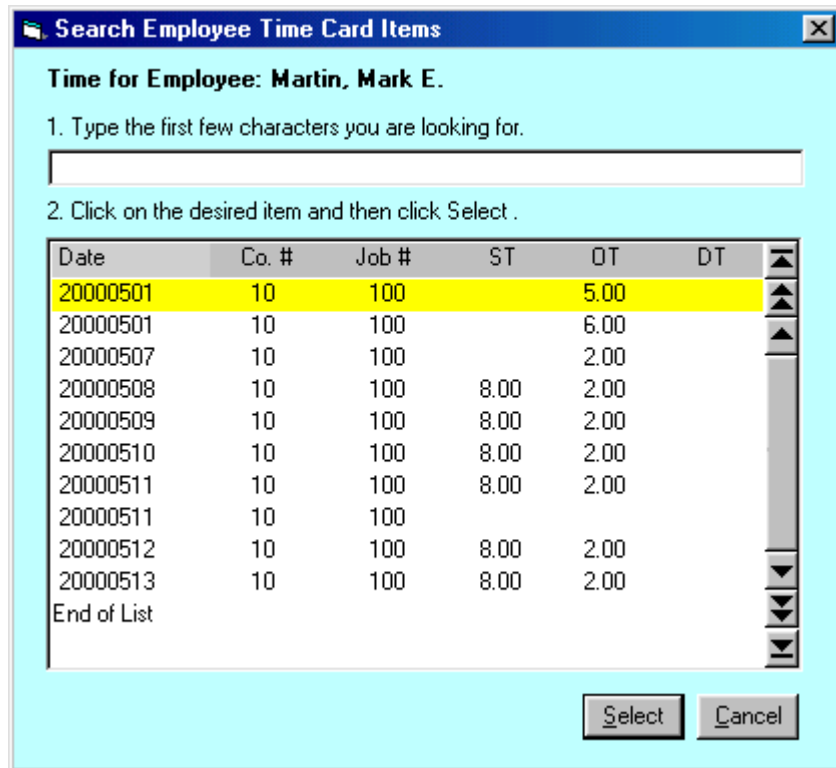 Search Employee Time Card Items
Time for Employee: Martin, Mark E.
1. Type the first few characters you are looking for.
2. Click on the desired item and then click Select .
Date Co. # Job # ST OT DT
20000501 10 100 5.00
20000501 10 100 6.00
20000507 10 100 2.00
20000508 10 100 8.00 2.00
20000509 10 100 8.00 2.00
20000510 10 100 8.00 2.00
20000511 10 100 8.00 2.00
20000511 10 100
20000512 10 100 8.00 2.00
20000513 10 100 8.00 2.00
End of List
Select Cancel